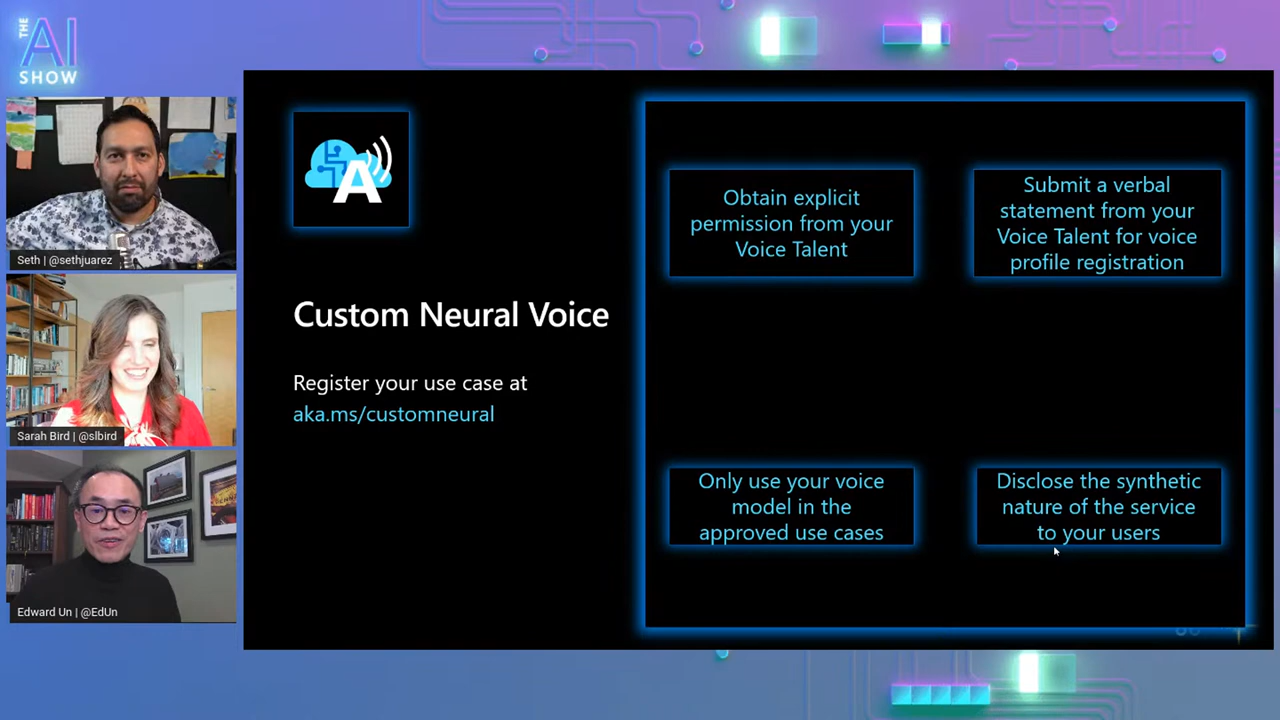 THE
AI
SHOW
Seth | @sethjuarez
Sarah Bird | @slbird
Edward Un | @EdUn
A
Custom Neural Voice
Register your use case at
aka.ms/customneural
Obtain explicit
permission from your
Voice Talent
Submit a verbal
statement from your
Voice Talent for voice
profile registration
Only use your voice
model in the
approved use cases
Disclose the synthetic
nature of the service
to your users